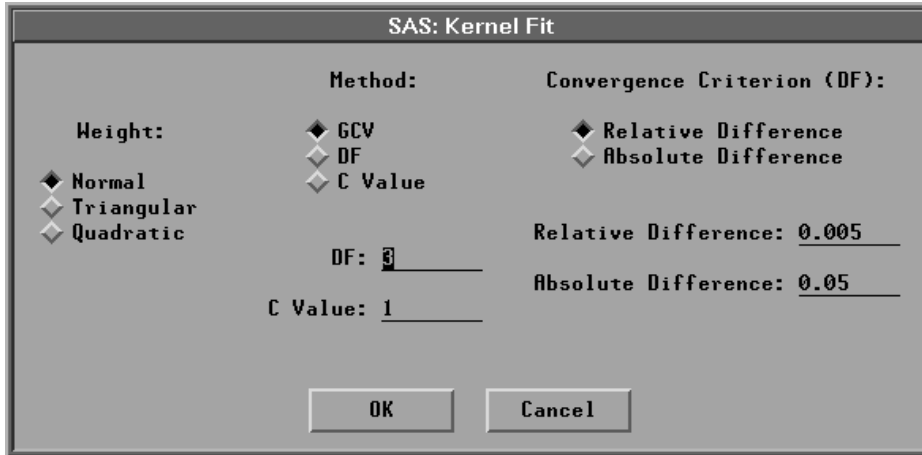 SAS: Kernel Fit
Method:
Convergence Criterion (DF):
Weight:
GCV
DF
C Value
Relative Difference
Absolute Difference
Normal
Triangular
Quadratic
DF: 3
C Value: 1
Relative Difference: 0.005
Absolute Difference: 0.05
OK
Cancel